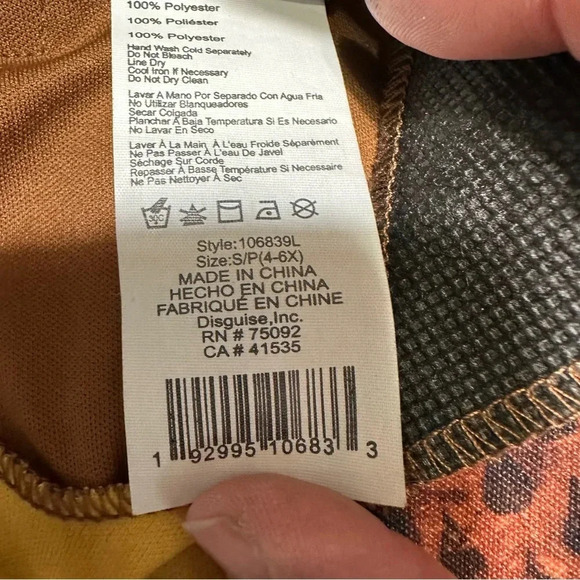 100% Polyester
100% Poliéster
100% Polyester
Hand Wash Cold Separately
Do Not Bleach
Line Dry
Cool Iron If Necessary
Do Not Dry Clean
Lavar A Mano Por Separado Con Agua Fria
No Utilizar Blanqueadores
Secar Colgada
Planchar A Baja Temperatura Si Es Necesario
No Lavar En Seco
Laver À La Main, À L'eau Froide Séparément
Ne Pas Passer À L'eau De Javel
Séchage Sur Corde
Repasser À Basse Température Si Necessaire
Ne Pas Nettoyer À Sec
30C
Style:106839L
Size:S/P(4-6X)
MADE IN CHINA
HECHO EN CHINA
FABRIQUÉ EN CHINE
Disguise,Inc.
RN # 75092
CA # 41535
1 92995 10683 3